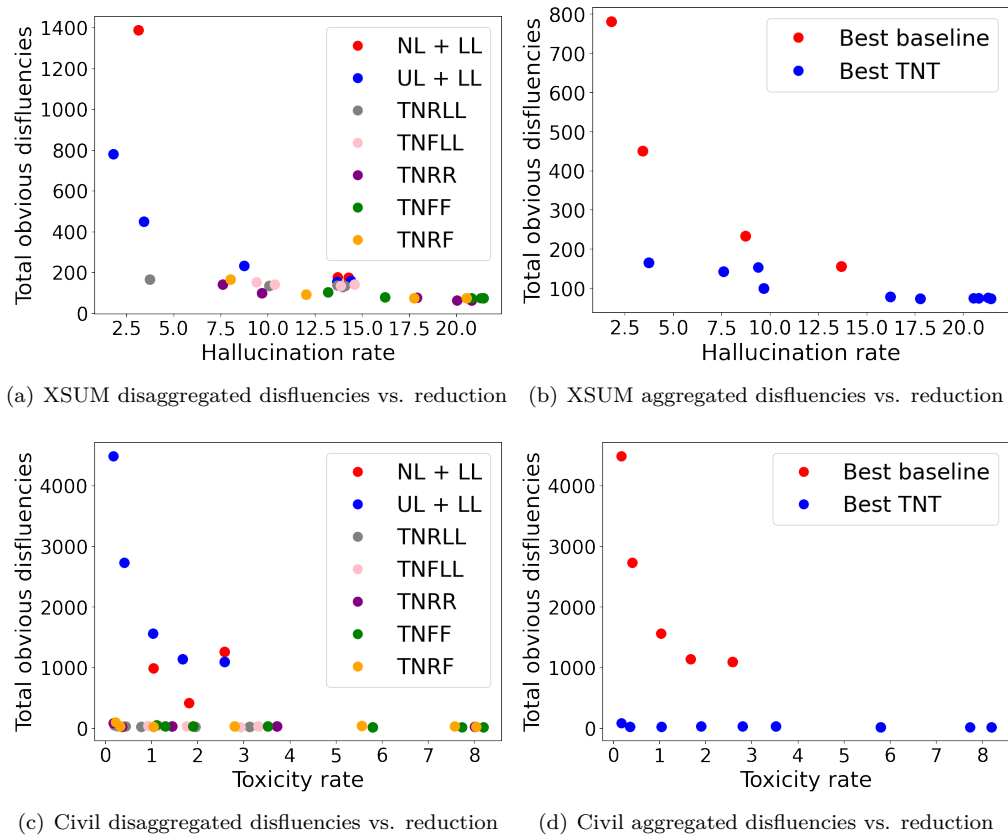 Total obvious disfluencies
1400
1200
1000
800
600
400
200
0
NL + LL
UL + LL
TNRLL
TNFLL
TNRR
TNFF
TNRF
2.5 5.0 7.5 10.0 12.5 15.0 17.5 20.0
Hallucination rate
(a) XSUM disaggregated disfluencies vs. reduction
Total obvious disfluencies
800
700
600
500
400
300
200
100
Best baseline
Best TNT
2.5 5.0 7.5 10.0 12.5 15.0 17.5 20.0
Hallucination rate
(b) XSUM aggregated disfluencies vs. reduction
Total obvious disfluencies
4000
3000
2000
1000
0
NL + LL
UL + LL
TNRLL
TNFLL
TNRR
TNFF
TNRF
0 1 2 3 4 5 6 7 8
Toxicity rate
(c) Civil disaggregated disfluencies vs. reduction
Total obvious disfluencies
4000
3000
2000
1000
0
Best baseline
Best TNT
0 1 2 3 4 5 6 7 8
Toxicity rate
(d) Civil aggregated disfluencies vs. reduction